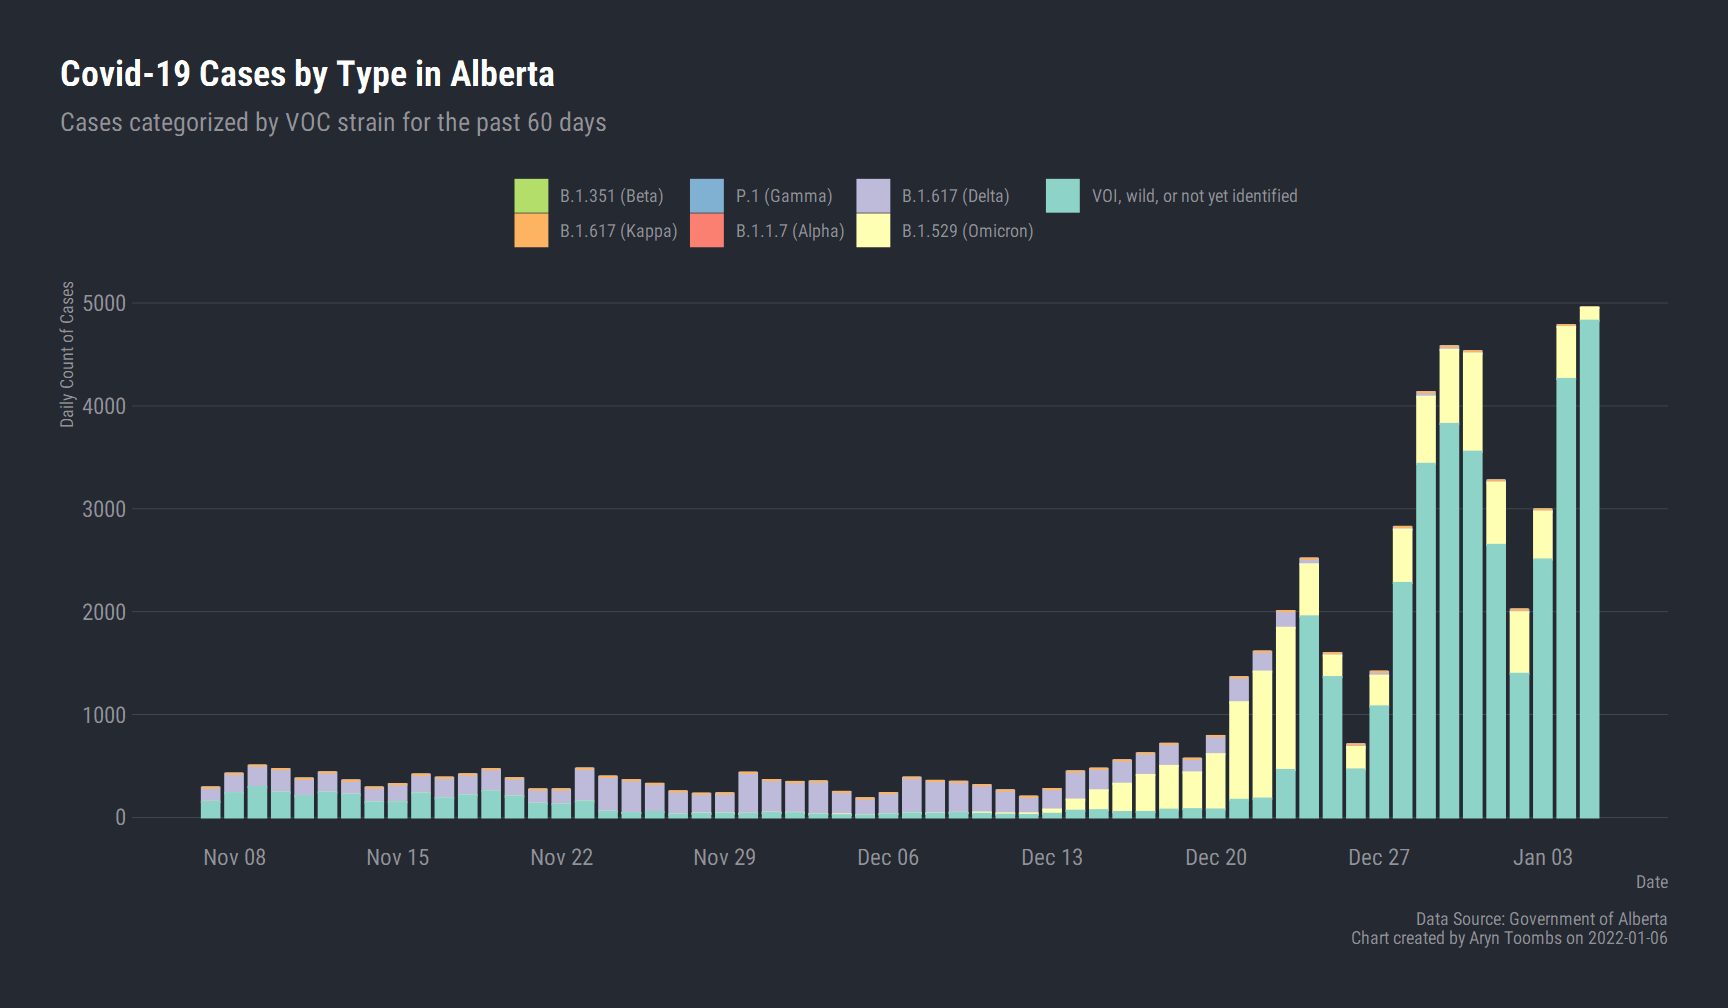 Covid-19 Cases by Type in Alberta
Cases categorized by VOC strain for the past 60 days
B.1.351 (Beta) P.1 (Gamma) B.1.617 (Delta) VOI, wild, or not yet identified
B.1.617 (Kappa) B.1.1.7 (Alpha) B.1.529 (Omicron)
Daily Count of Cases
5000
4000
3000
2000
1000
0
Nov 08 Nov 15 Nov 22 Nov 29 Dec 06 Dec 13 Dec 20 Dec 27 Jan 03
Date
Data Source: Government of Alberta
Chart created by Aryn Toombs on 2022-01-06